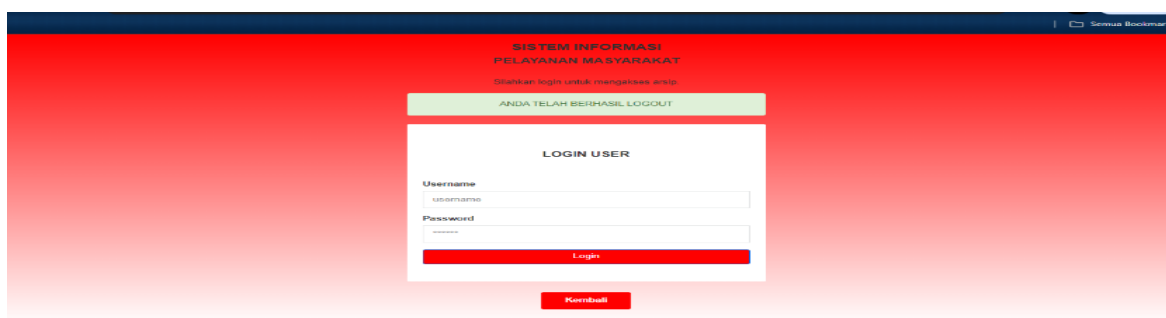 | Semua Bookmar
SISTEM INFORMASI
PELAYANAN MASYARAKAT
Silahkan login untuk mengakses arsip.
ANDA TELAH BERHASIL LOGOUT
LOGIN USER
Username
username
Password
******
Login
Kembali